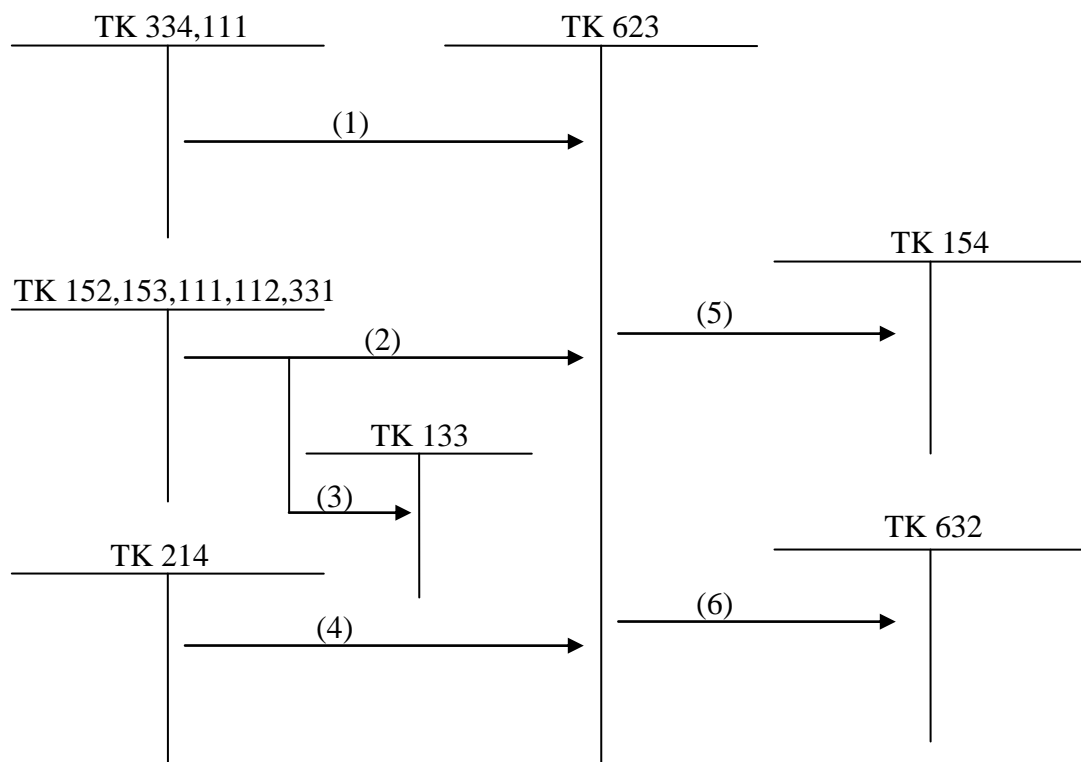 TK 334,111
TK 623
(1)
TK 154
TK 152,153,111,112,331
(5)
(2)
TK 133
(3)
TK 632
TK 214
(6)
(4)